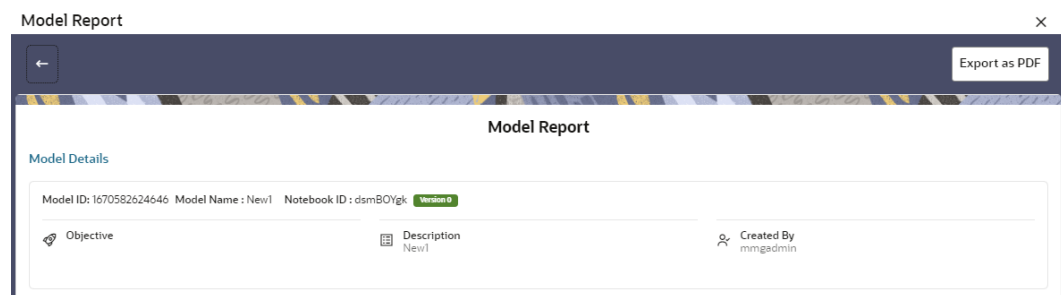 Model Report
Export as PDF
Model Report
Model Details
Model ID: 1670582624646 Model Name : New1 Notebook ID : dsmBOYgk Version 0
Objective Description Created By
New1 mmgadmin